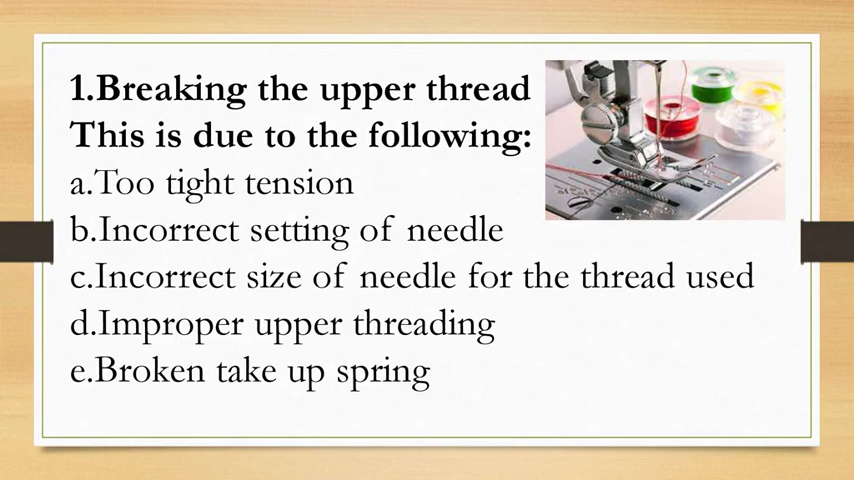 1.Breaking the upper thread
This is due to the following:
a.Too tight tension
b.Incorrect setting of needle
c.Incorrect size of needle for the thread used
d.Improper upper threading
e.Broken take up spring